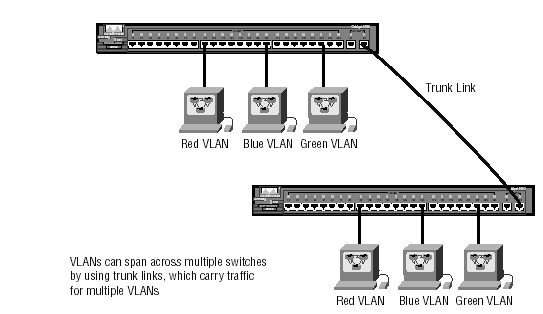 Trunk Link
Red VLAN Blue VLAN Green VLAN
VLANs can span across multiple switches
by using trunk links, which carry traffic
for multiple VLANs
Red VLAN Blue VLAN Green VLAN